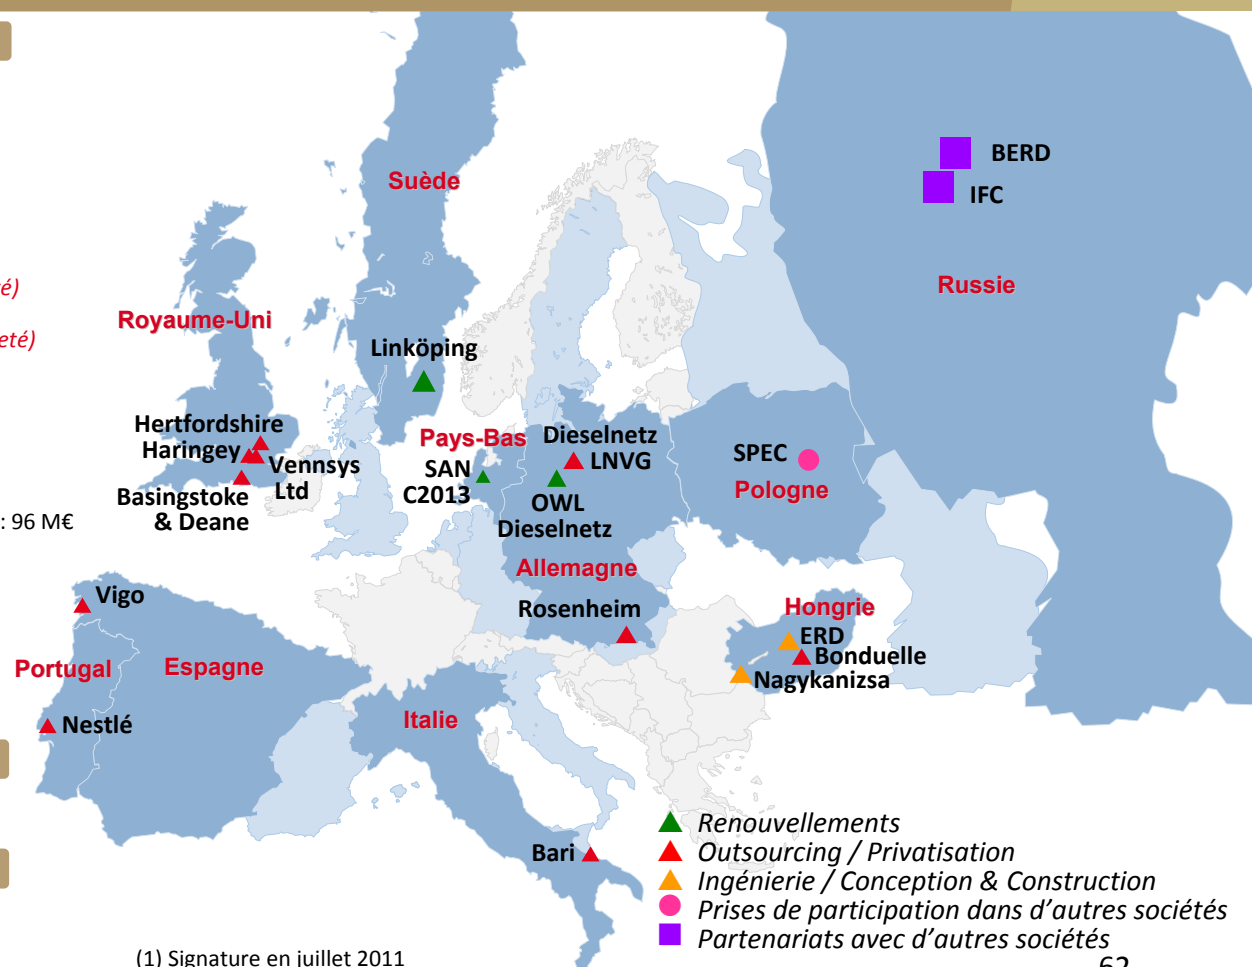 BERD
IFC
Suède
Russie
é)
Royaume-Uni
eté)
Linköping
Hertfordshire
Haringey
Vennsys
Ltd
Basingstoke
& Deane
Pays-Bas
SAN
C2013
Dieselnetz
LNVG
OWL
Dieselnetz
Allemagne
Rosenheim
SPEC
Pologne
: 96 M€
Vigo
Portugal
Espagne
Nestlé
Italie
Bari
Hongrie
ERD
Bonduelle
Nagykanizsa
Renouvellements
Outsourcing / Privatisation
Ingénierie / Conception & Construction
Prises de participation dans d'autres sociétés
Partenariats avec d'autres sociétés
(1) Signature en juillet 2011
62